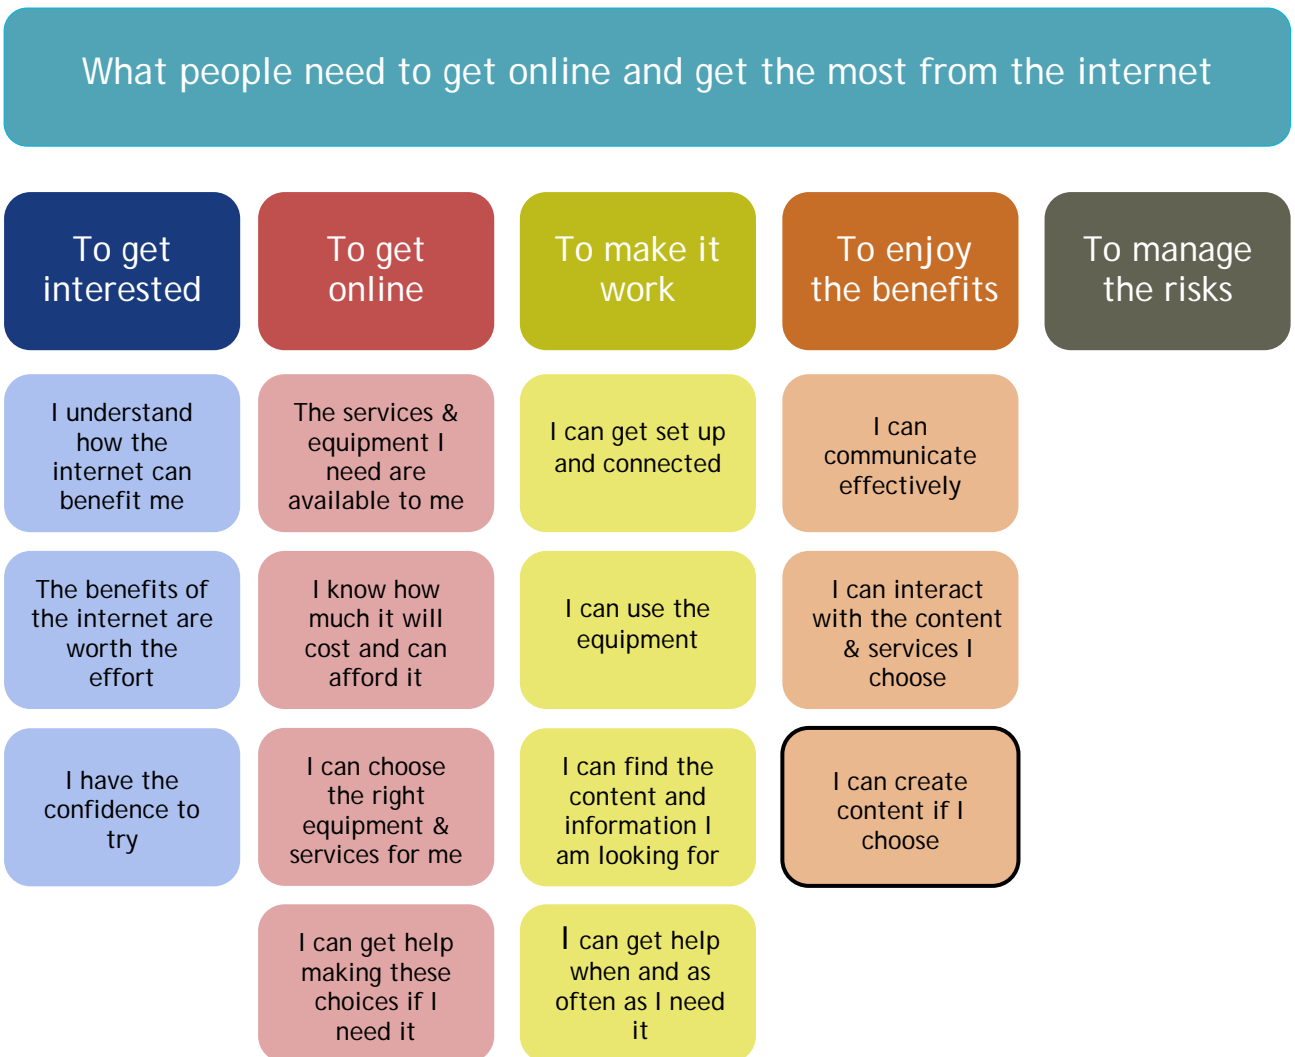 What people need to get online and get the most from the internet
To get
interested
To get
online
To make it
work
To enjoy
the benefits
To manage
the risks
I understand
how the
internet can
benefit me
The benefits of
the internet are
worth the
effort
I have the
confidence to
try
The services &
equipment I
need are
available to me
I know how
much it will
cost and can
afford it
I can choose
the right
equipment &
services for me
I can get help
making these
choices if I
need it
I can get set up
and connected
I can use the
equipment
I can find the
content and
information I
am looking for
I can get help
when and as
often as I need
it
I can
communicate
effectively
I can interact
with the content
& services I
choose
I can create
content if I
choose